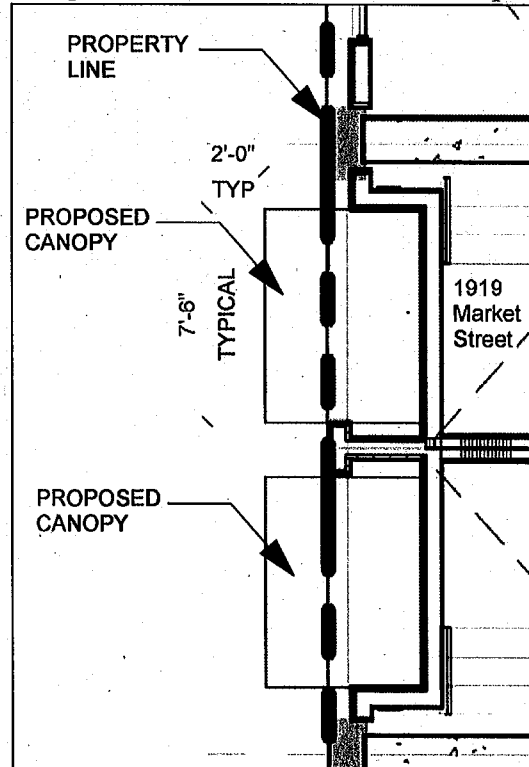 PROPERTY
LINE
2'-0"
TYP
PROPOSED
CANOPY
7'-6"
TYPICAL
1919
Market
Street
PROPOSED
CANOPY